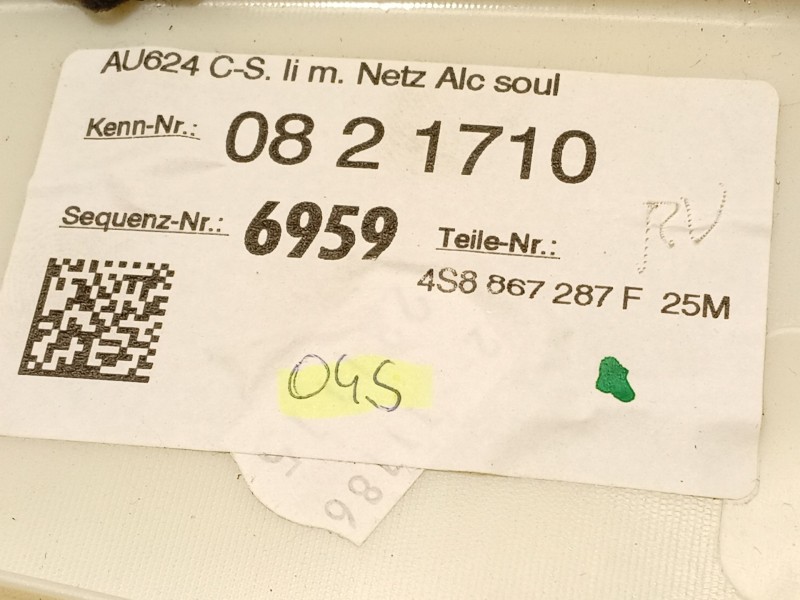 AU624 C-S. li m. Netz Alc soul
Kenn-Nr.: 08 2 1710
Sequenz-Nr.: 6959 Teile-Nr.:
4S8 867 287 F 25M
RV
04S